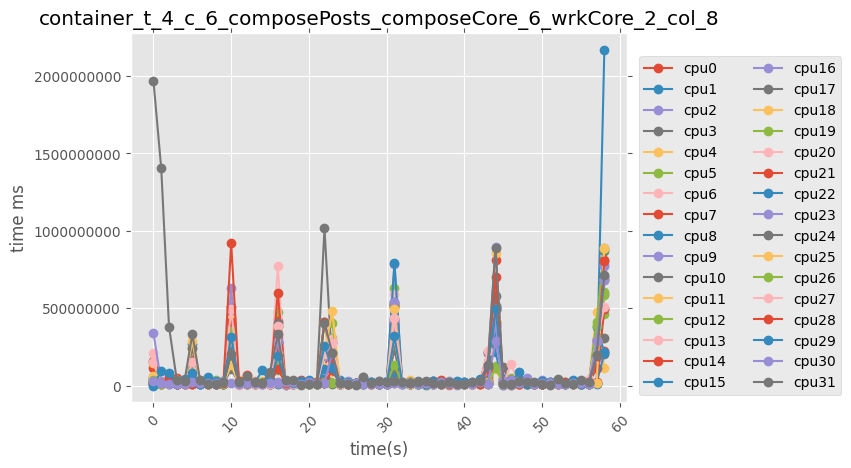 container_t_4_c_6_composePosts_composeCore_6_wrkCore_2_col_8
time ms
2000000000
1500000000
1000000000
500000000
0
0
10
20
30
40
50
60
time(s)
cpu0
cpu1
cpu2
cpu3
cpu4
cpu5
cpu6
cpu7
cpu8
cpu9
cpu10
cpu11
cpu12
cpu13
cpu14
cpu15
cpu16
cpu17
cpu18
cpu19
cpu20
cpu21
cpu22
cpu23
cpu24
cpu25
cpu26
cpu27
cpu28
cpu29
cpu30
cpu31